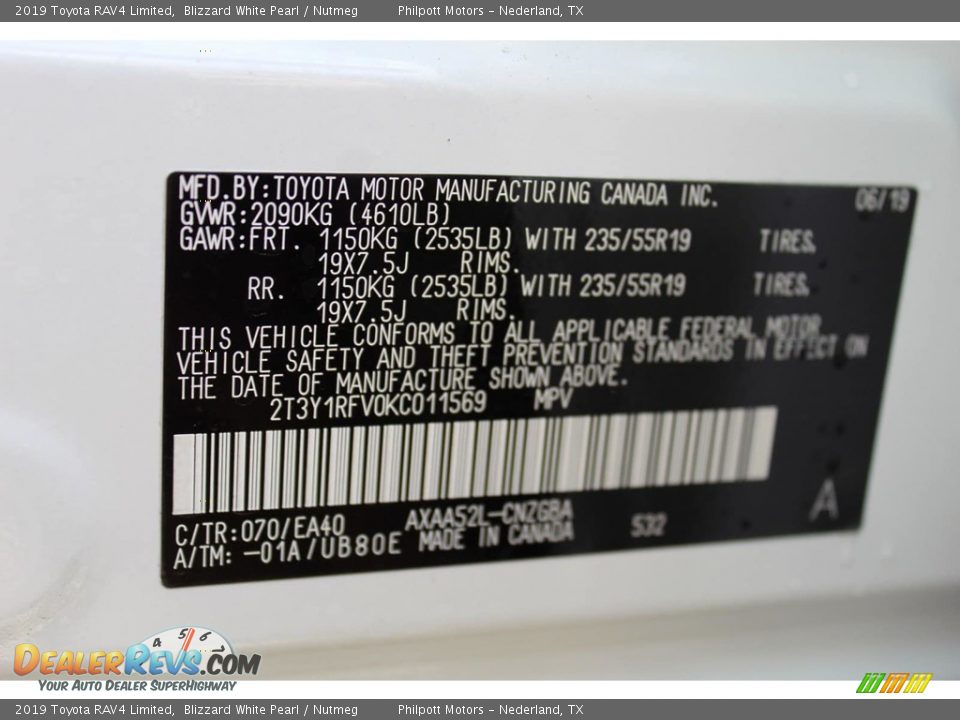 2019 Toyota RAV4 Limited, Blizzard White Pearl / Nutmeg Philpott Motors – Nederland, TX
MFD.BY:TOYOTA MOTOR MANUFACTURING CANADA INC. 06/19
GVWR:2090KG (4610LB)
GAWR:FRT. 1150KG (2535LB) WITH 235/55R19 TIRES,
19X7.5J RIMS.
RR. 1150KG (2535LB) WITH 235/55R19 TIRES,
19X7.5J RIMS.
THIS VEHICLE CONFORMS TO ALL APPLICABLE FEDERAL MOTOR
VEHICLE SAFETY AND THEFT PREVENTION STANDARDS IN EFFECT ON
THE DATE OF MANUFACTURE SHOWN ABOVE.
2T3Y1RFV0KC011569 MPV
C/TR:070/EA40 AXAA52L-CNZGBA 532 A
A/TM: -01A/UB80E MADE IN CANADA
4 5 6
DEALERREVS.COM
YOUR AUTO DEALER SUPERHIGHWAY
2019 Toyota RAV4 Limited, Blizzard White Pearl / Nutmeg Philpott Motors – Nederland, TX